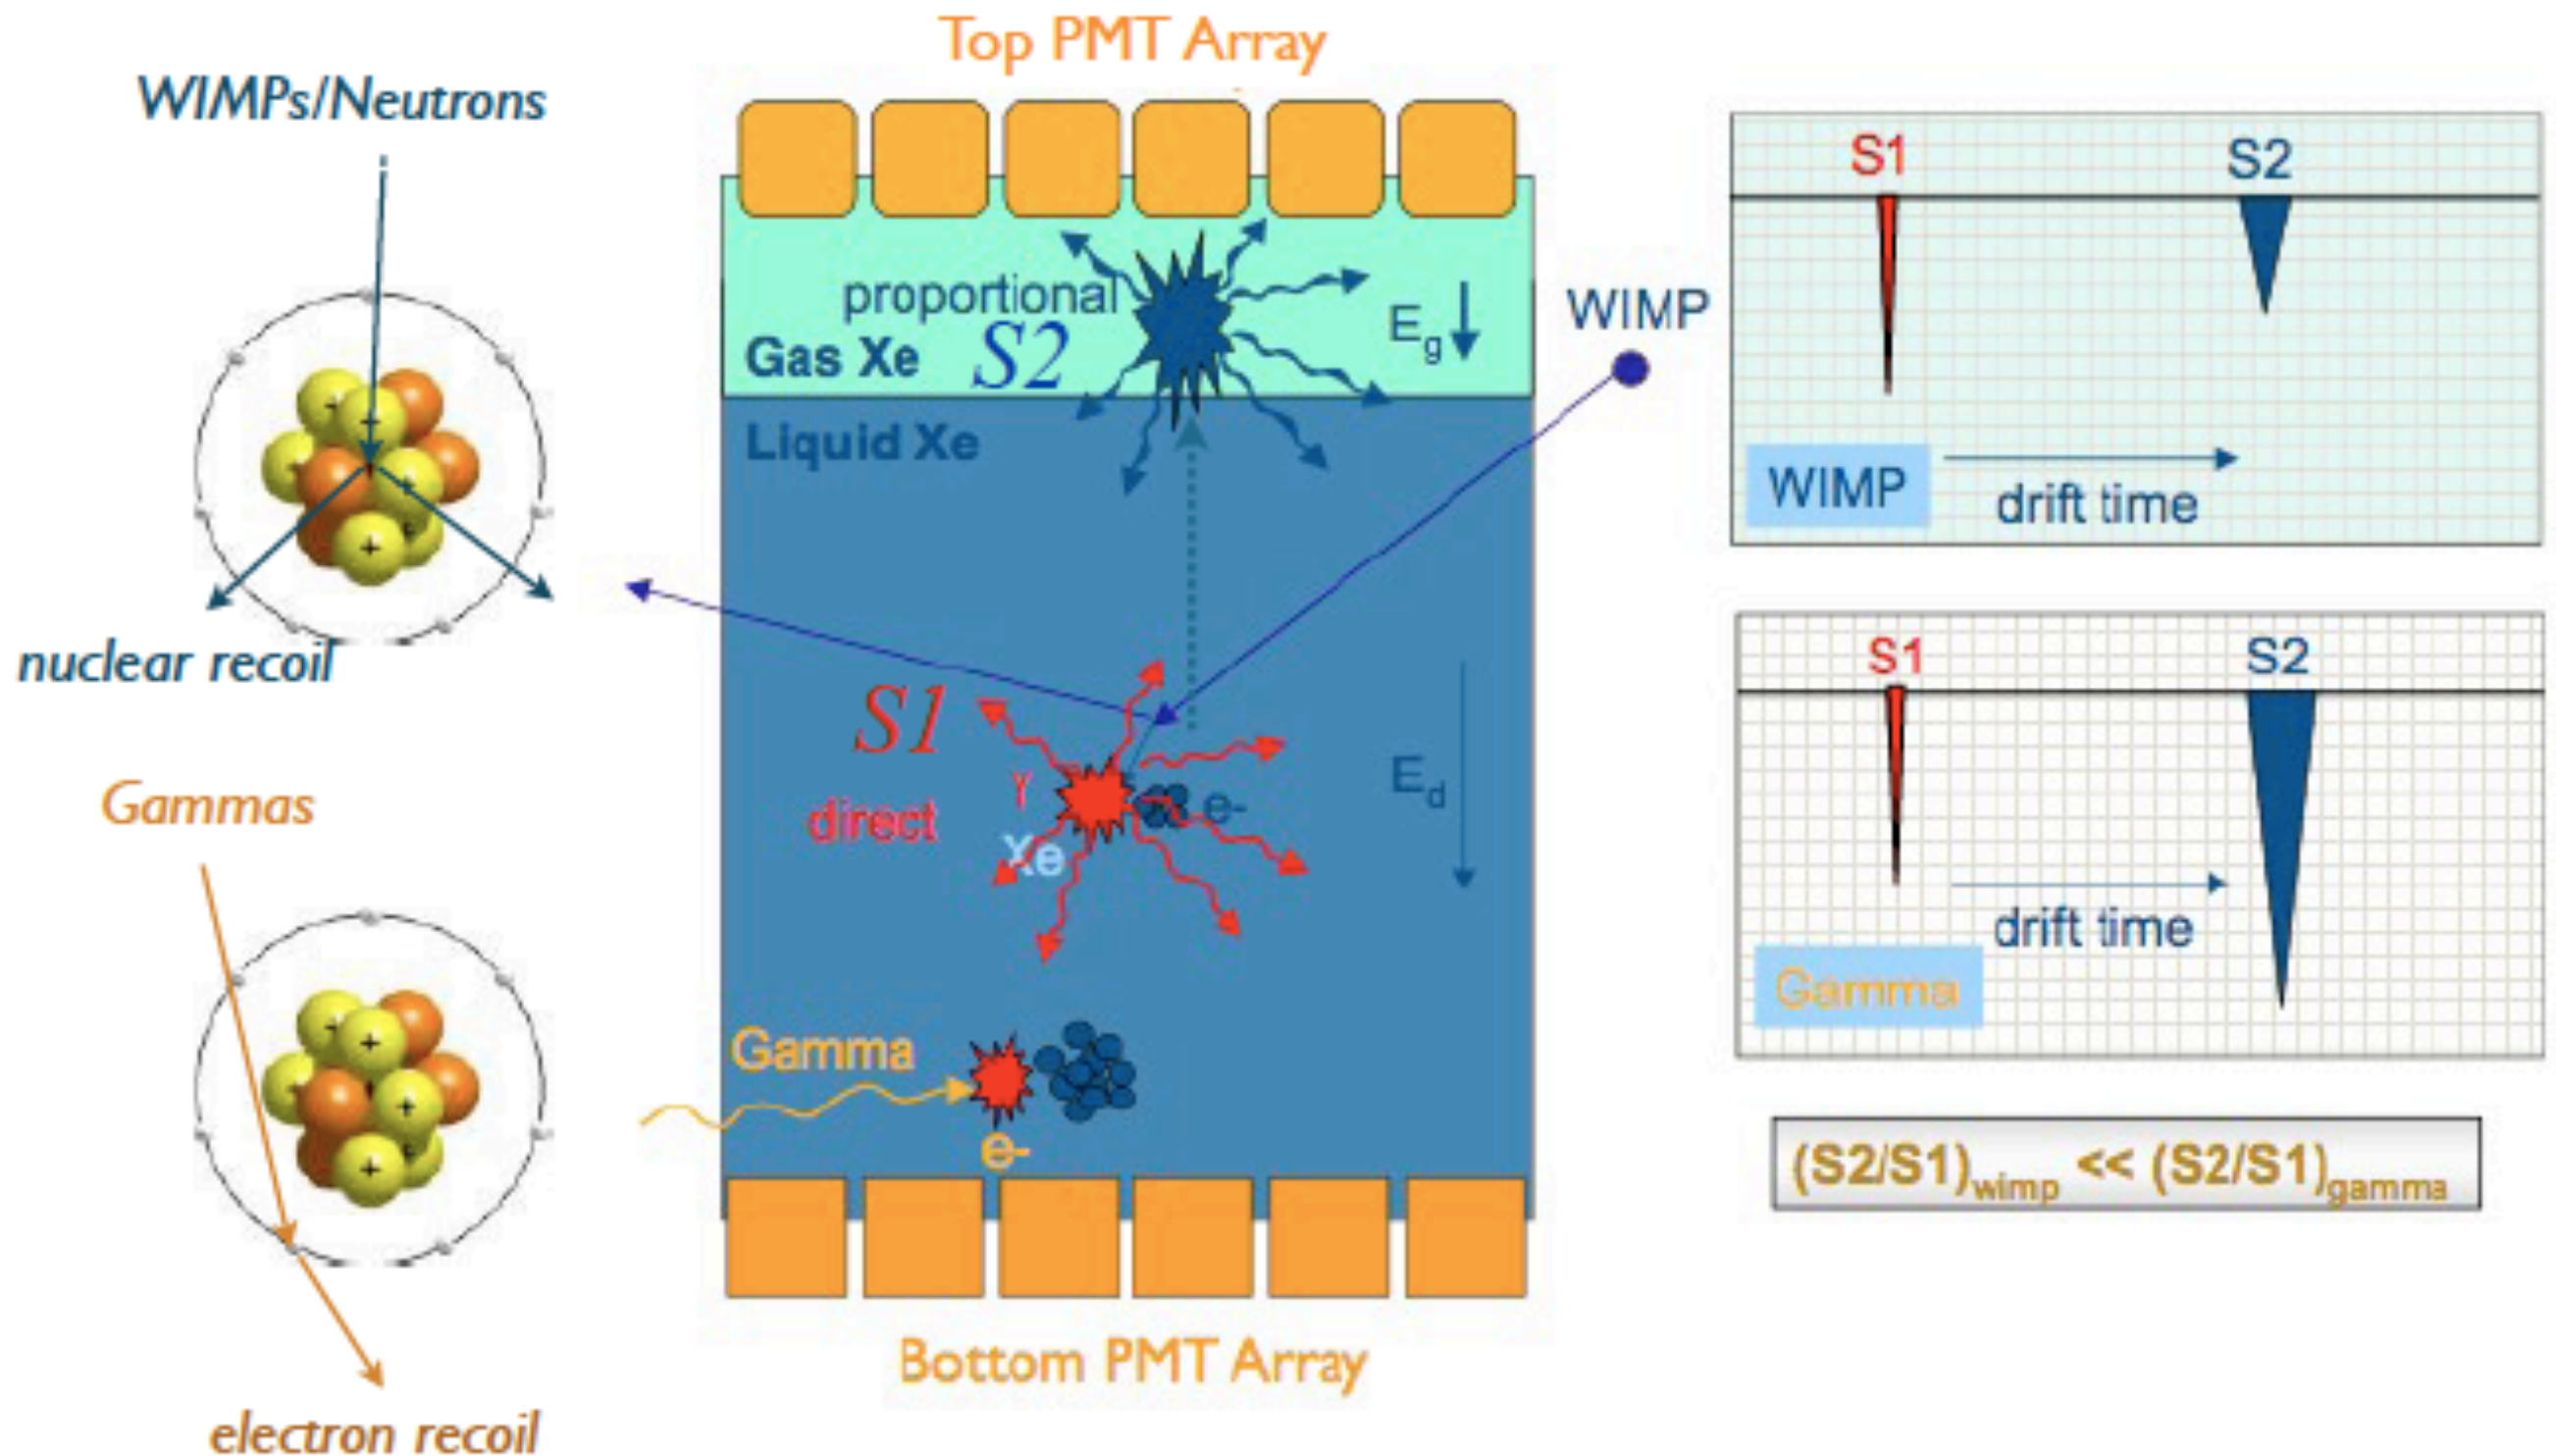 Top PMT Array
WIMPs/Neutrons
nuclear recoil
Gammas
electron recoil
proportional
S2
Gas Xe
Eg
Liquid Xe
WIMP
S1
γ
direct
Xe
e-
Ed
Gamma
e-
Bottom PMT Array
S1
S2
WIMP
drift time
S1
S2
drift time
Gamma
(S2/S1)wimp << (S2/S1)gamma